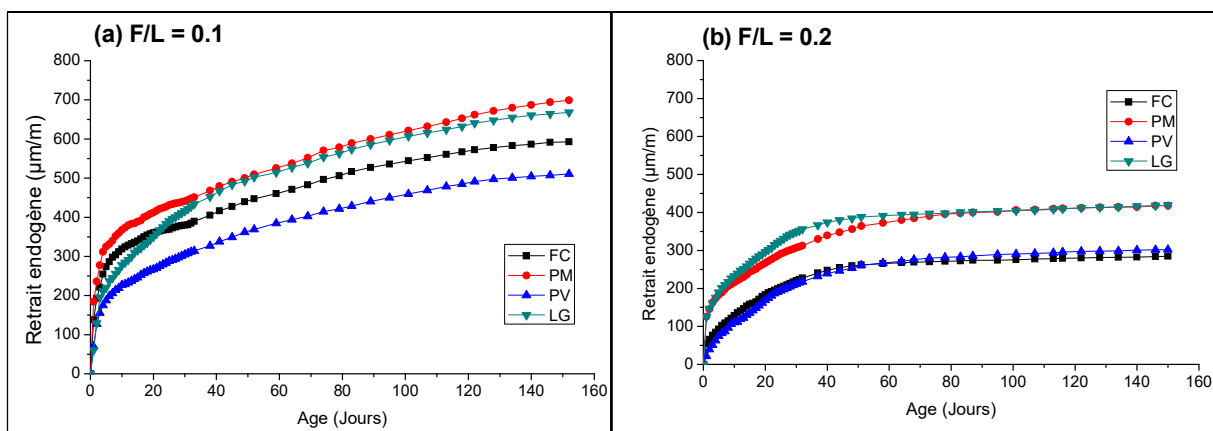 (a) F/L = 0.1
Retrait endogène (µm/m)
800
700
600
500
400
300
200
100
0
0 20 40 60 80 100 120 140 160
Age (Jours)
FC
PM
PV
LG
(b) F/L = 0.2
Retrait endogène (µm/m)
800
700
600
500
400
300
200
100
0
0 20 40 60 80 100 120 140 160
Age (Jours)
FC
PM
PV
LG